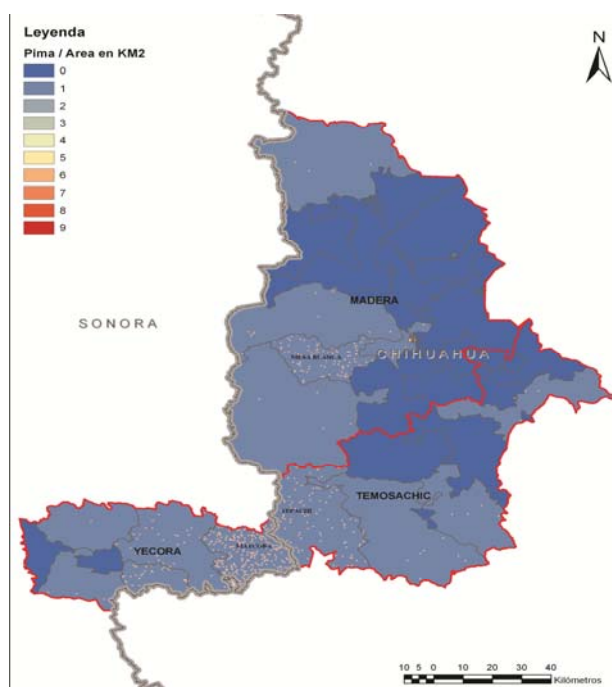 Leyenda
Pima / Area en KM2
0
1
2
3
4
5
6
7
8
9
N
SONORA
MADERA
CHIHUAHUA
TEMOSACHIC
YECORA
10 5 0 10 20 30 40
Kilómetros